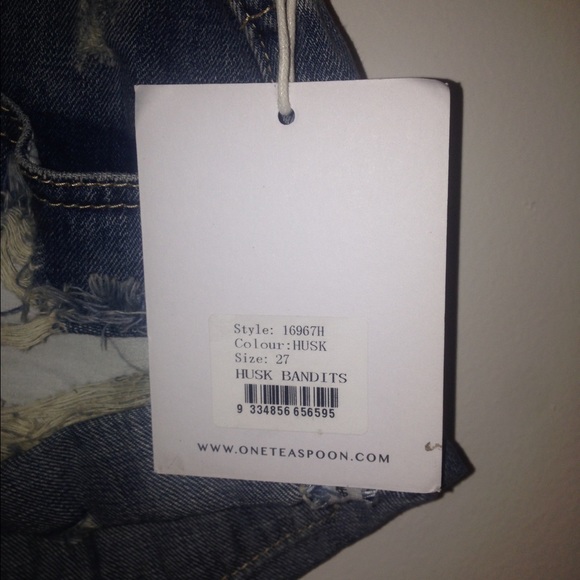 Style: 16967H
Colour:HUSK
Size: 27
HUSK BANDITS
9 334856 656595
WWW.ONETEASPOON.COM